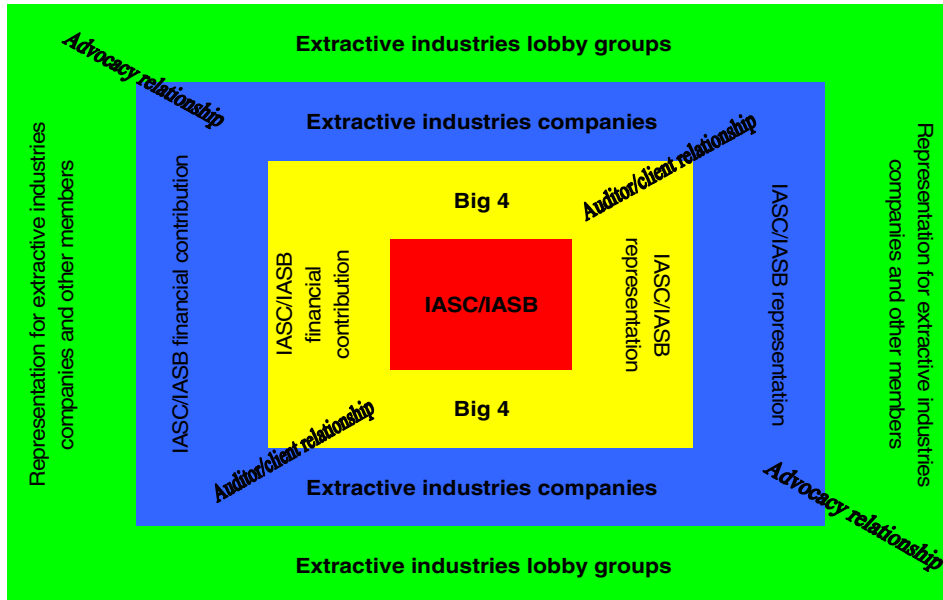 Extractive industries lobby groups
Advocacy relationship
Extractive industries companies
Auditor/client relationship
Representation for extractive industries
companies and other members
IASC/IASB financial contribution
Big 4
IASC/IASB
financial
contribution
IASC/IASB
IASC/IASB
representation
IASC/IASB representation
Representation for extractive industries
companies and other members
Big 4
Auditor/client relationship
Extractive industries companies
Advocacy relationship
Extractive industries lobby groups